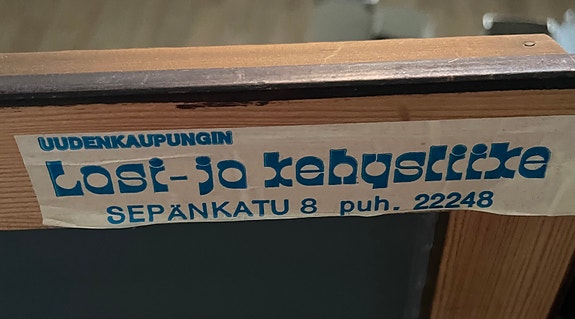 UUDENKAUPUNGIN
Lasi-ja kehysliike
SEPÄNKATU 8 puh. 22248